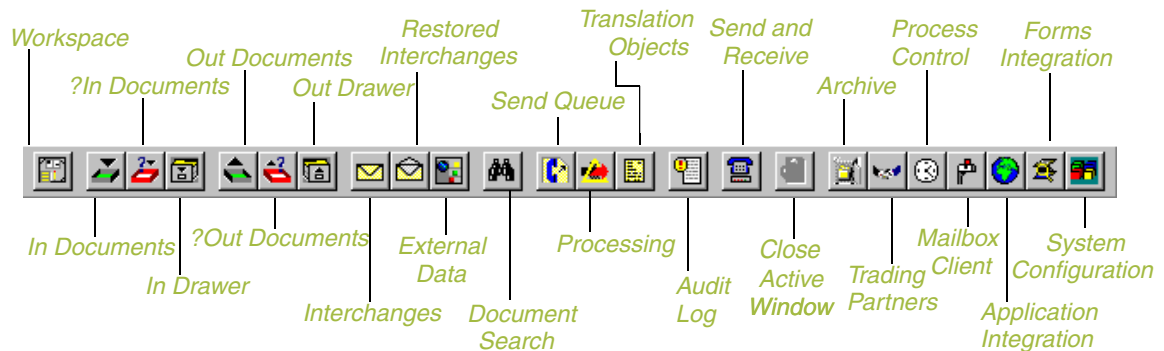 Workspace
?In Documents
Out Documents
Out Drawer
Restored
Interchanges
Send Queue
Translation
Objects
Send and
Receive
Archive
Process
Control
Forms
Integration
In Documents
In Drawer
?Out Documents
Interchanges
External
Data
Document
Search
Processing
Audit
Log
Close
Active
Window
Trading
Partners
Mailbox
Client
Application
Integration
System
Configuration